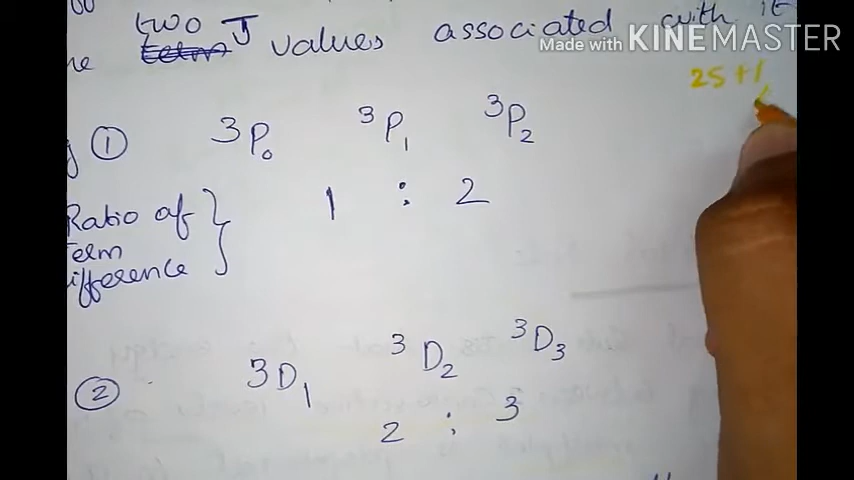 two J values associated with it
Made with KINEMASTER
2S+1
① ³P₀ ³P₁ ³P₂
Ratio of } 1 : 2
Term
Difference
② ³D₁ ³D₂ ³D₃
2 : 3